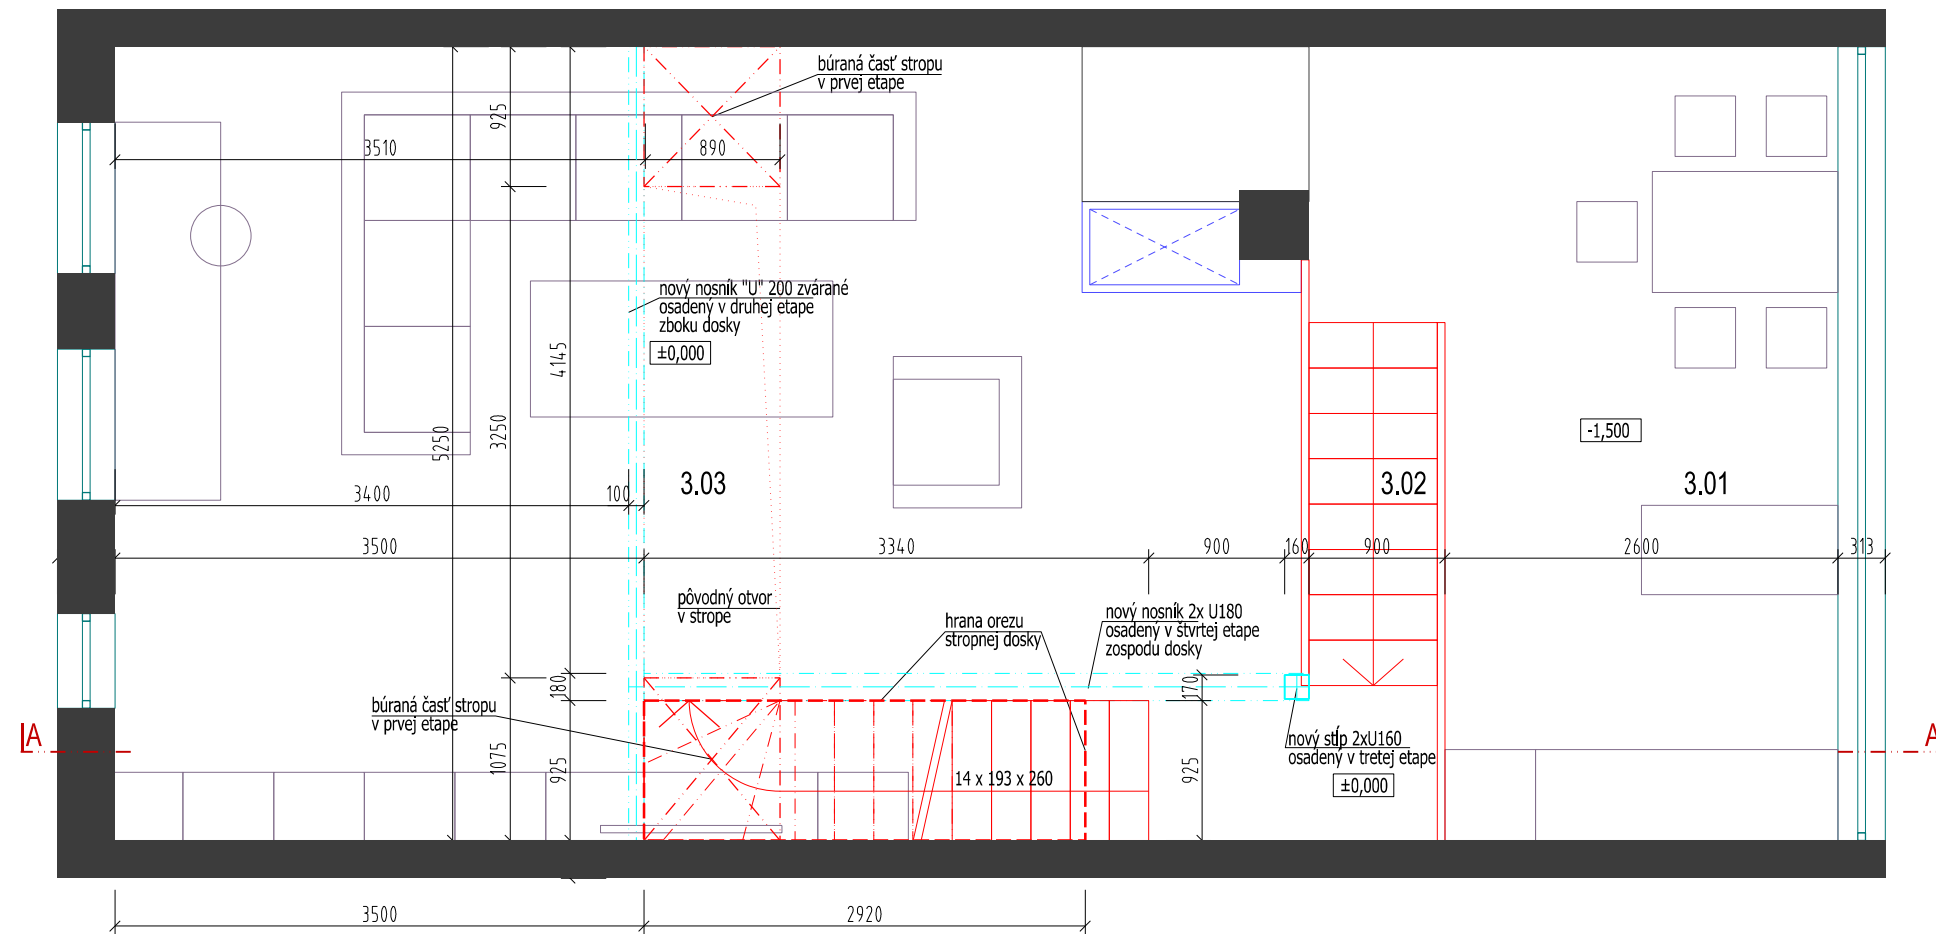 búraná časť stropu
v prvej etape
925
3510
890
nový nosník "U" 200 zvárané
osadený v druhej etape
zboku dosky
±0,000
4145
3250
5250
-1,500
3.03
3.02
3.01
3400
100
3500
3340
900
160
900
2600
313
pôvodný otvor
v strope
hrana orezu
stropnej dosky
nový nosník 2x U180
osadený v štvrtej etape
zospodu dosky
180
170
búraná časť stropu
v prvej etape
A
A
nový stĺp 2xU160
osadený v tretej etape
±0,000
1075
925
925
14 x 193 x 260
3500
2920